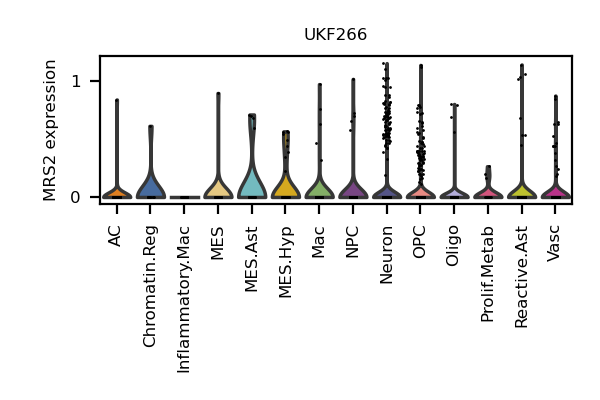 UKF266
MRS2 expression
1
0
AC
Chromatin.Reg
Inflammatory.Mac
MES
MES.Ast
MES.Hyp
Mac
NPC
Neuron
OPC
Oligo
Prolif.Metab
Reactive.Ast
Vasc